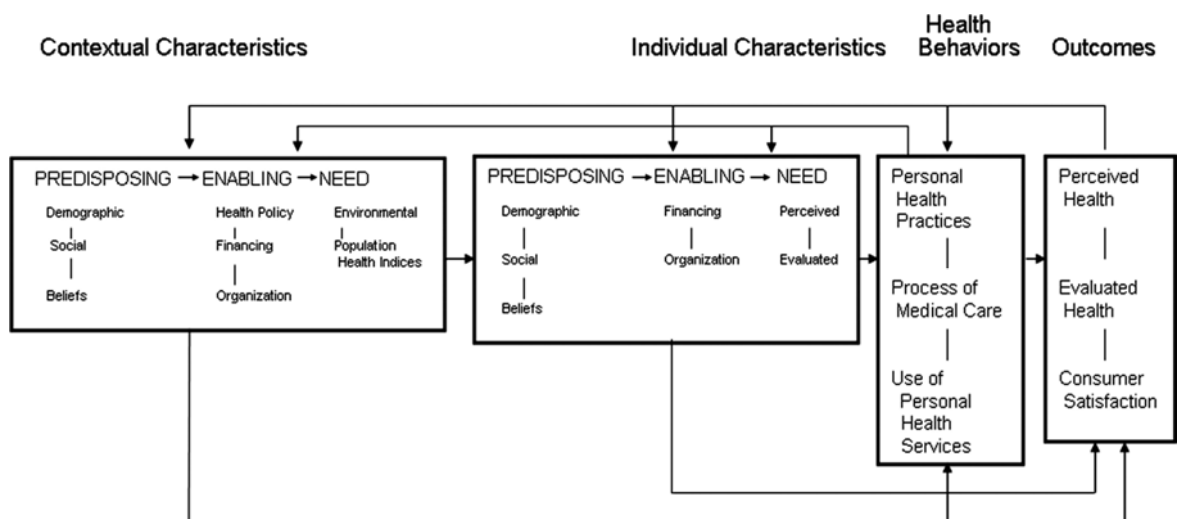 Contextual Characteristics
Individual Characteristics
Health
Behaviors
Outcomes
PREDISPOSING
ENABLING
NEED
Demographic
Social
Beliefs
Health Policy
Financing
Organization
Environmental
Population
Health Indices
PREDISPOSING
ENABLING
NEED
Demographic
Social
Beliefs
Financing
Organization
Perceived
Evaluated
Personal
Health
Practices
Process of
Medical Care
Use of
Personal
Health
Services
Perceived
Health
Evaluated
Health
Consumer
Satisfaction